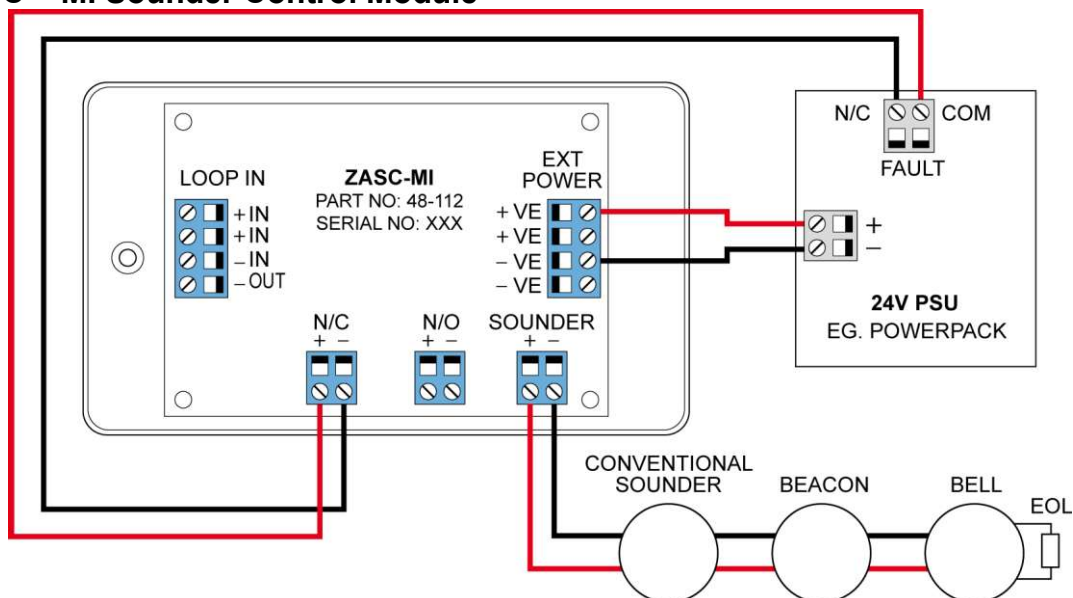 MI Sounder Control Module
N/C COM
FAULT
LOOP IN
+ IN
+ IN
– IN
– OUT
ZASC-MI
PART NO: 48-112
SERIAL NO: XXX
EXT
POWER
+ VE
+ VE
– VE
– VE
+
–
24V PSU
EG. POWERPACK
N/C
+ –
N/O
+ –
SOUNDER
+ –
CONVENTIONAL
SOUNDER
BEACON
BELL
EOL